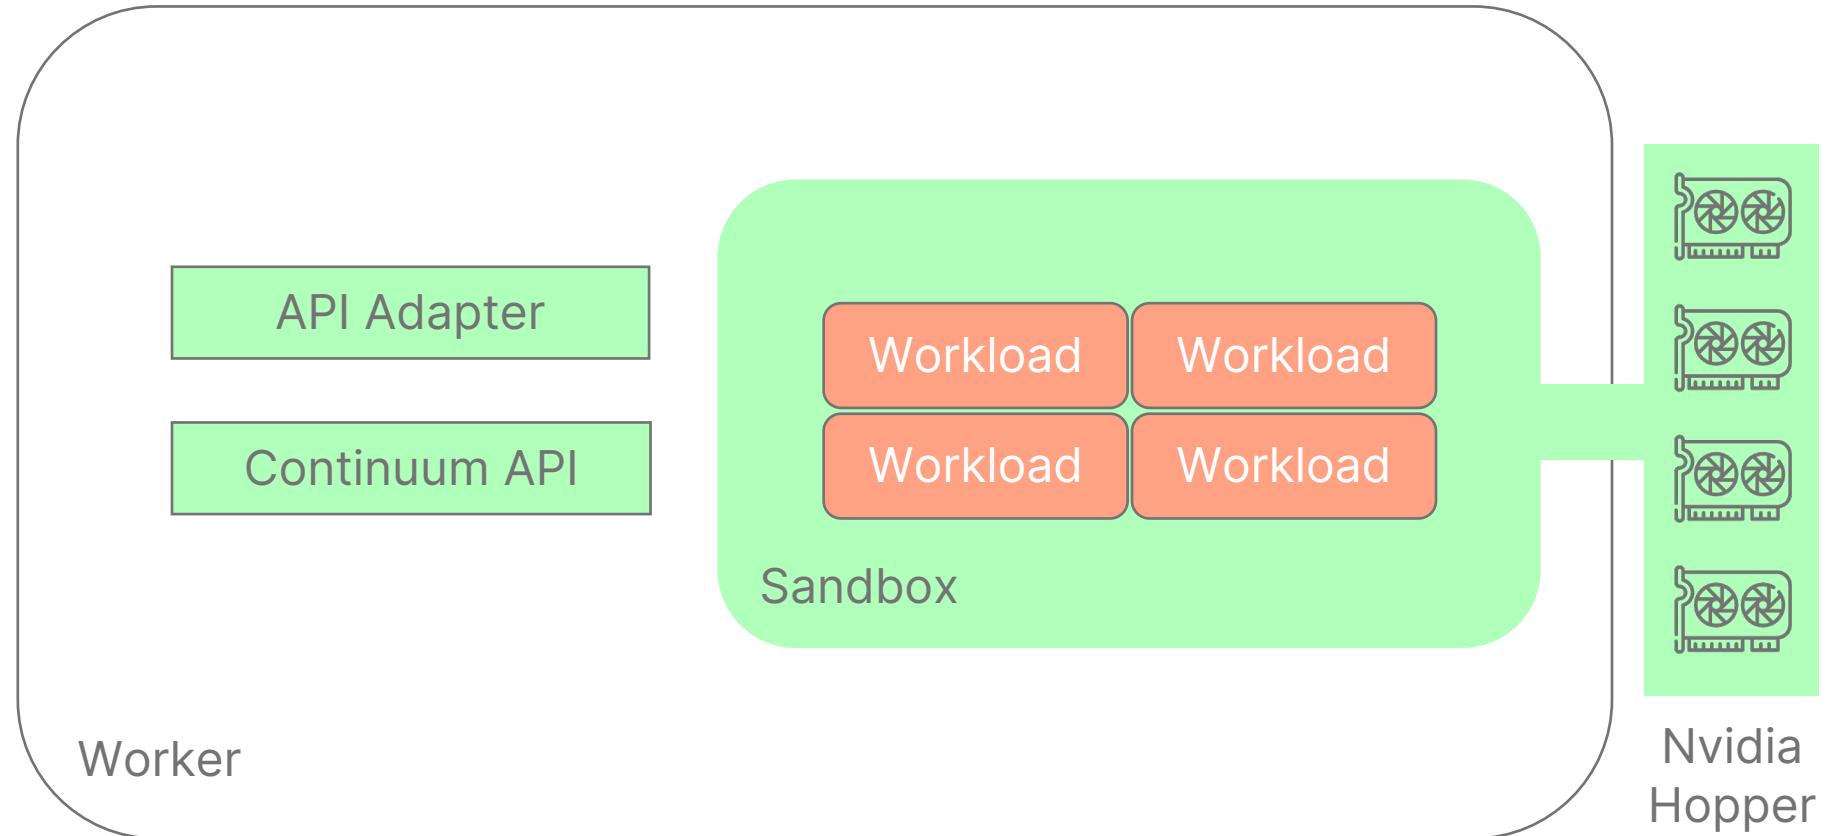 API Adapter
Continuum API
Workload
Workload
Workload
Workload
Sandbox
Worker
Nvidia
Hopper